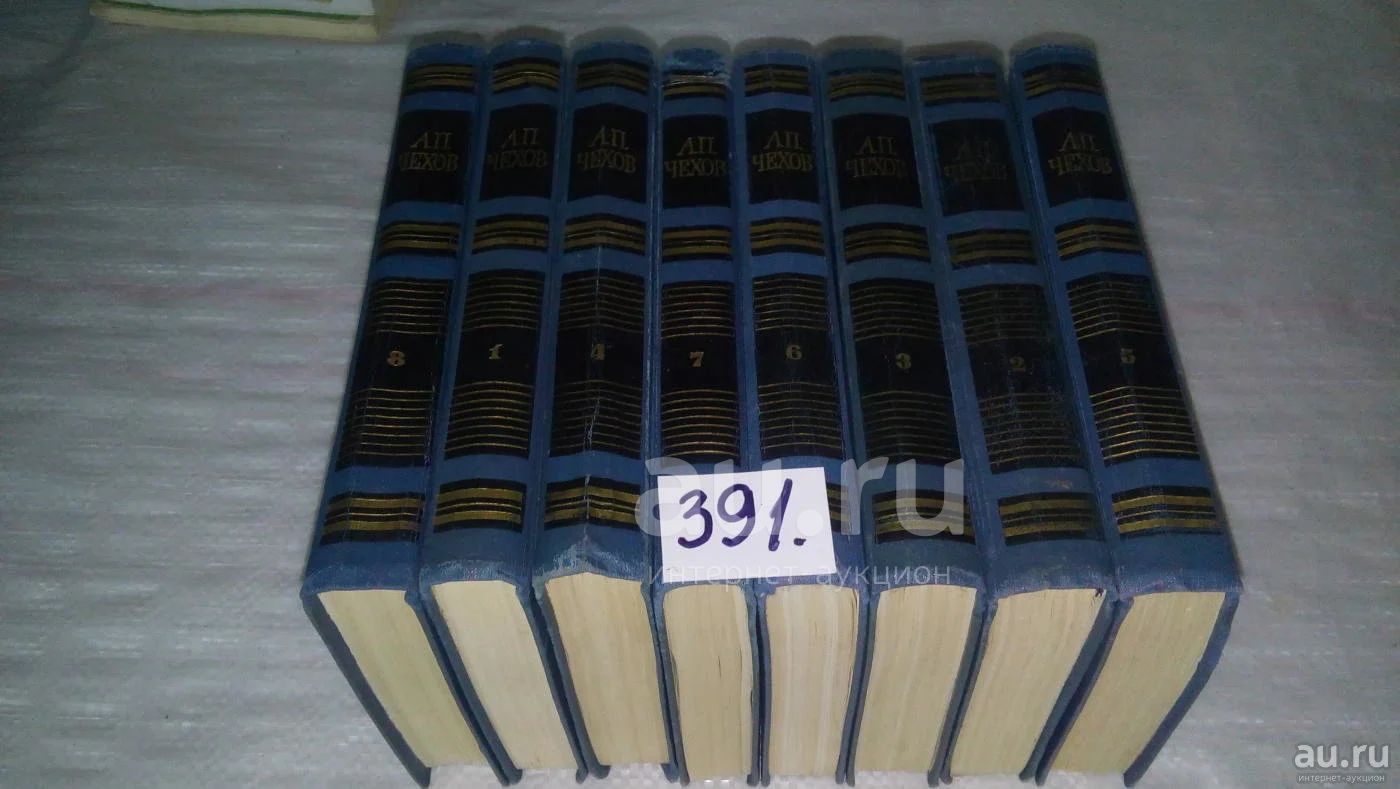 А.П.
ЧЕХОВ
8
А.П.
ЧЕХОВ
1
А.П.
ЧЕХОВ
4
А.П.
ЧЕХОВ
7
А.П.
ЧЕХОВ
6
А.П.
ЧЕХОВ
3
А.П.
ЧЕХОВ
2
А.П.
ЧЕХОВ
5
391.
au.ru
интернет-аукцион
au.ru
интернет-аукцион